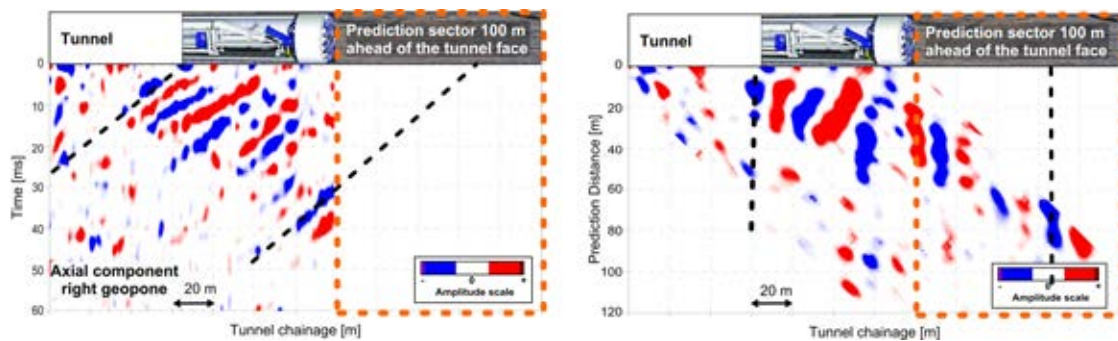 Tunnel
Prediction sector 100 m
ahead of the tunnel face
0
10
20
30
40
50
60
Time [ms]
Axial component
right geopone
20 m
- 0 +
Amplitude scale
Tunnel chainage [m]
Tunnel
Prediction sector 100 m
ahead of the tunnel face
0
20
40
60
80
100
120
Prediction Distance [m]
20 m
- 0 +
Amplitude scale
Tunnel chainage [m]